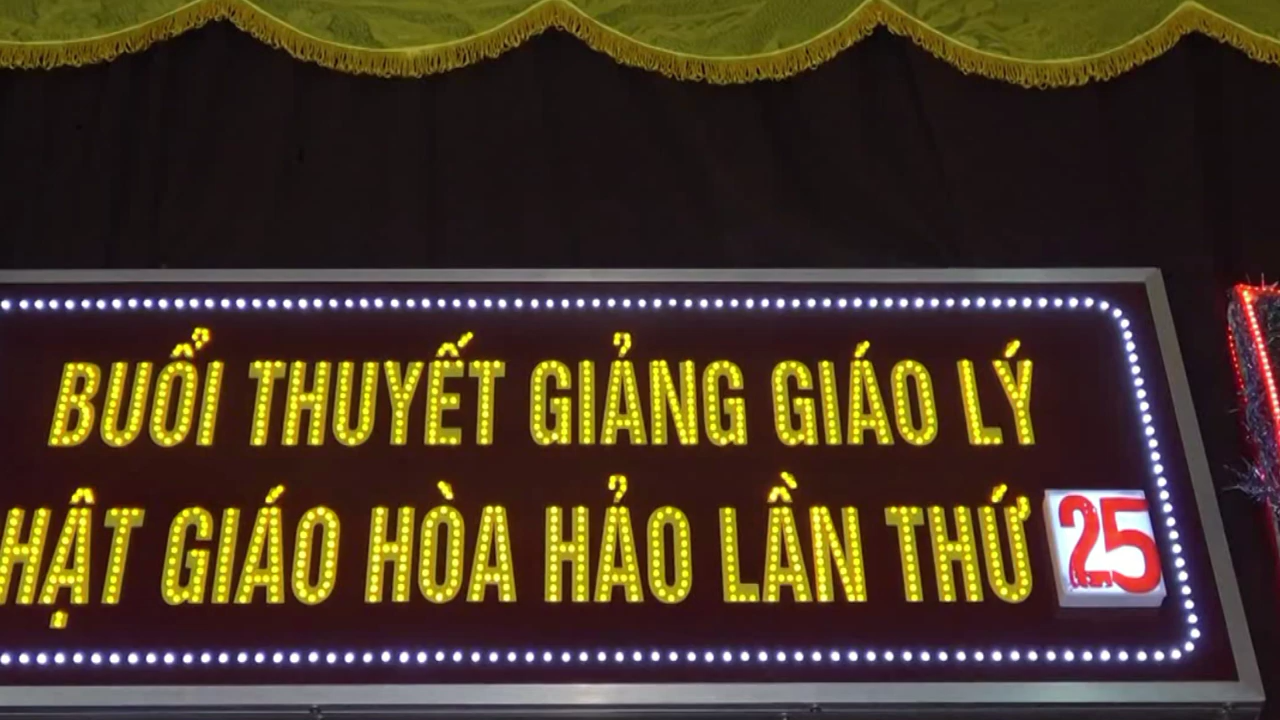 BUỔI THUYẾT GIẢNG GIÁO LÝ
HẬT GIÁO HÒA HẢO LẦN THỨ 25